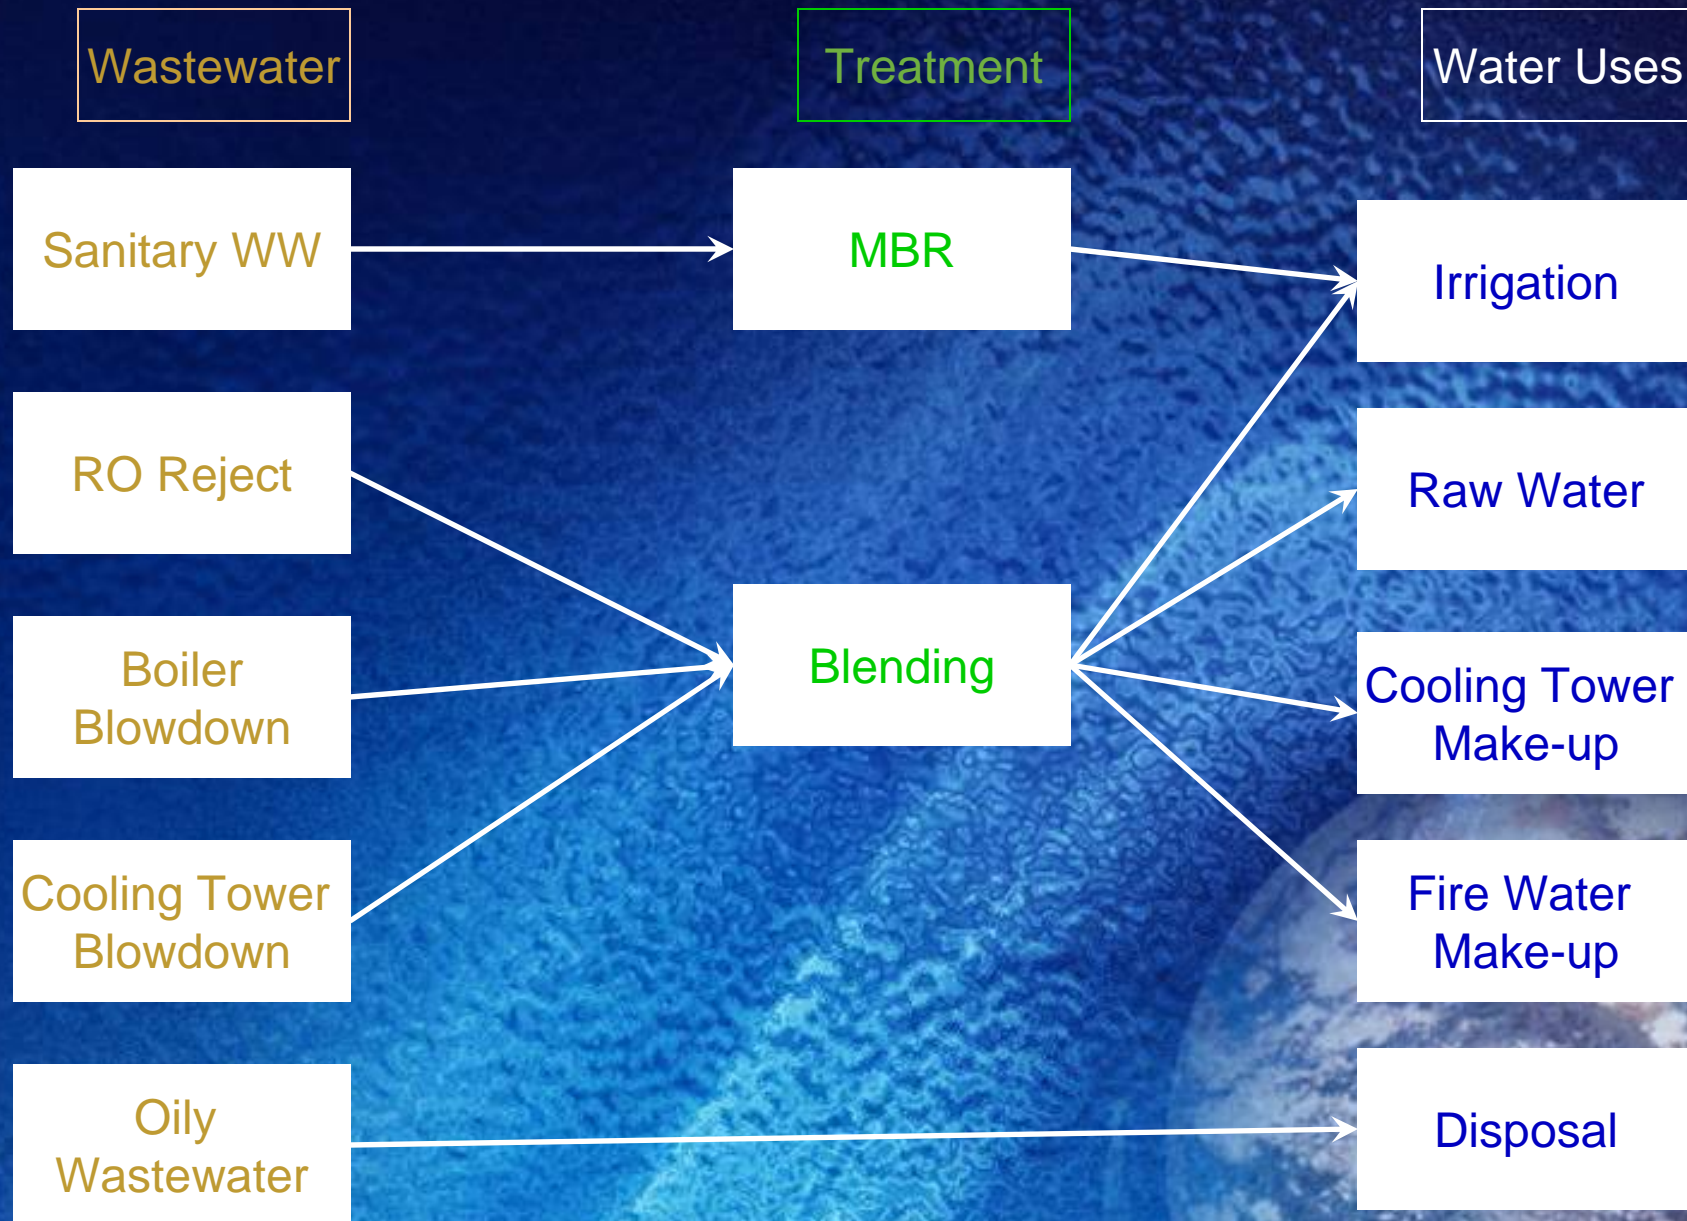 Wastewater
Treatment
Water Uses
Sanitary WW
MBR
Irrigation
RO Reject
Raw Water
Boiler
Blowdown
Blending
Cooling Tower
Make-up
Cooling Tower
Blowdown
Fire Water
Make-up
Oily
Wastewater
Disposal